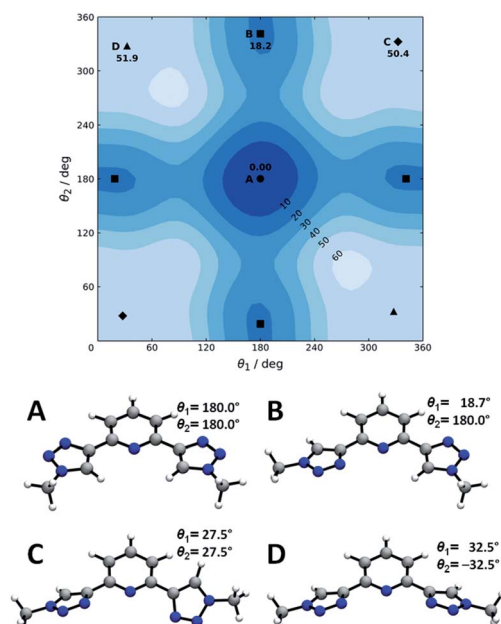 360
300
240
180
120
60
0 60 120 180 240 300 360
θ₂ / deg
θ₁ / deg
D
51.9
B
18.2
C
50.4
0.00
A
10
20
30
40
50
60
A
θ₁= 180.0°
θ₂= 180.0°
B
θ₁= 18.7°
θ₂= 180.0°
C
θ₁= 27.5°
θ₂= 27.5°
D
θ₁= 32.5°
θ₂= −32.5°